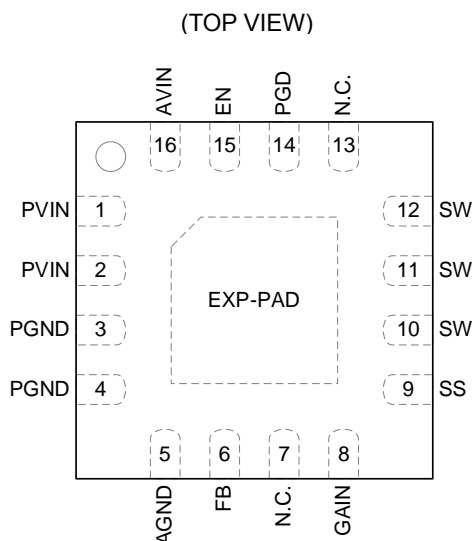 (TOP VIEW)
AVIN EN PGD N.C.
16 15 14 13
PVIN 1 12 SW
PVIN 2 11 SW
EXP-PAD
PGND 3 10 SW
PGND 4 9 SS
5 6 7 8
AGND FB N.C. GAIN